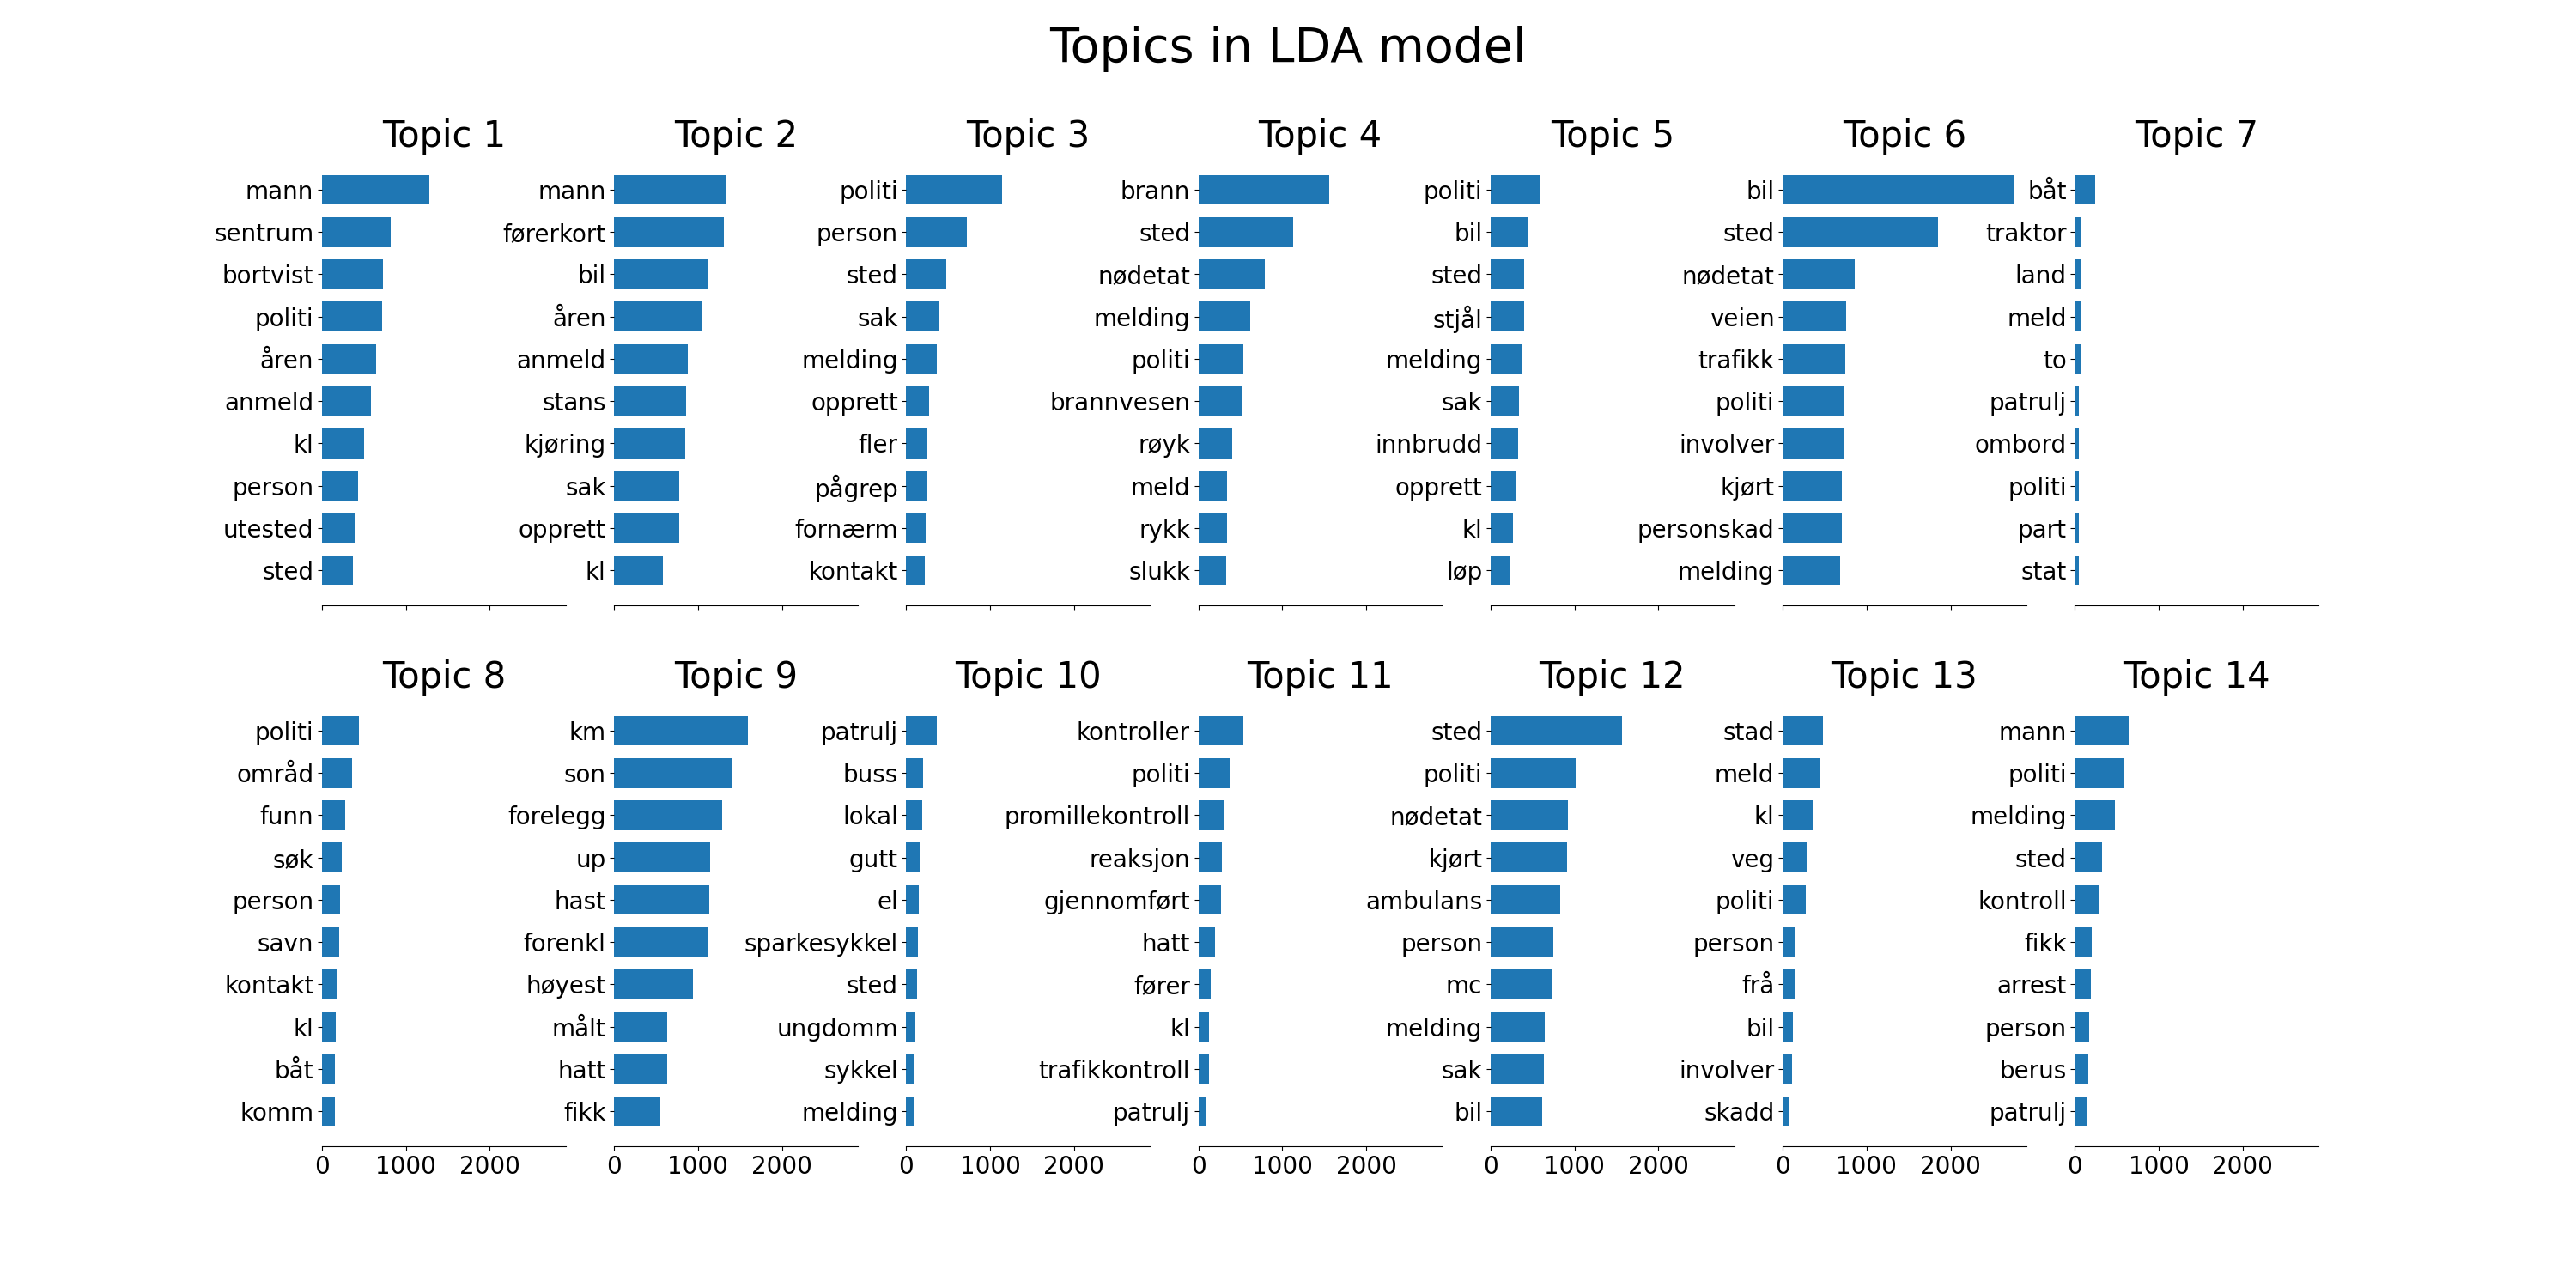 Topics in LDA model
Topic 1
mann
sentrum
bortvist
politi
åren
anmeld
kl
person
utested
sted
Topic 2
mann
førerkort
bil
åren
anmeld
stans
kjøring
sak
opprett
kl
Topic 3
politi
person
sted
sak
melding
opprett
fler
pågrep
fornærm
kontakt
Topic 4
brann
sted
nødetat
melding
politi
brannvesen
røyk
meld
rykk
slukk
Topic 5
politi
bil
sted
stjål
melding
sak
innbrudd
opprett
kl
løp
Topic 6
bil
sted
nødetat
veien
trafikk
politi
involver
kjørt
personskad
melding
Topic 7
båt
traktor
land
meld
to
patrulj
ombord
politi
part
stat
Topic 8
politi
områd
funn
søk
person
savn
kontakt
kl
båt
komm
0 1000 2000
Topic 9
km
son
forelegg
up
hast
forenkl
høyest
målt
hatt
fikk
0 1000 2000
Topic 10
patrulj
buss
lokal
gutt
el
sparkesykkel
sted
ungdomm
sykkel
melding
0 1000 2000
Topic 11
kontroller
politi
promillekontroll
reaksjon
gjennomført
hatt
fører
kl
trafikkontroll
patrulj
0 1000 2000
Topic 12
sted
politi
nødetat
kjørt
ambulans
person
mc
melding
sak
bil
0 1000 2000
Topic 13
stad
meld
kl
veg
politi
person
frå
bil
involver
skadd
0 1000 2000
Topic 14
mann
politi
melding
sted
kontroll
fikk
arrest
person
berus
patrulj
0 1000 2000